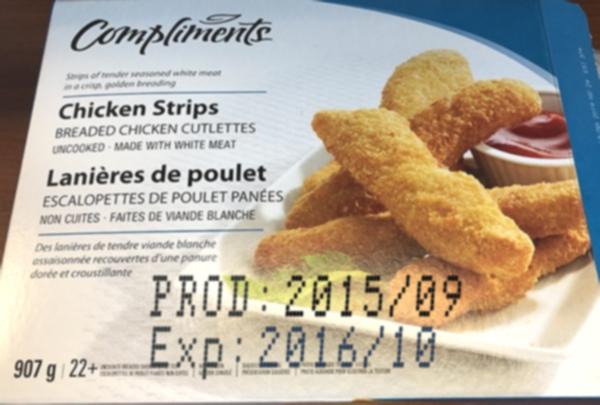 Compliments
Strips of tender seasoned white meat
in a crisp, golden breading
Chicken Strips
BREADED CHICKEN CUTLETTES
UNCOOKED · MADE WITH WHITE MEAT
Lanières de poulet
ESCALOPETTES DE POULET PANÉES
NON CUITES · FAITES DE VIANDE BLANCHE
Des lanières de tendre viande blanche
assaisonnée recouvertes d'une panure
dorée et croustillante
PROD:2015/09
Exp:2016/10
907 g | 22+